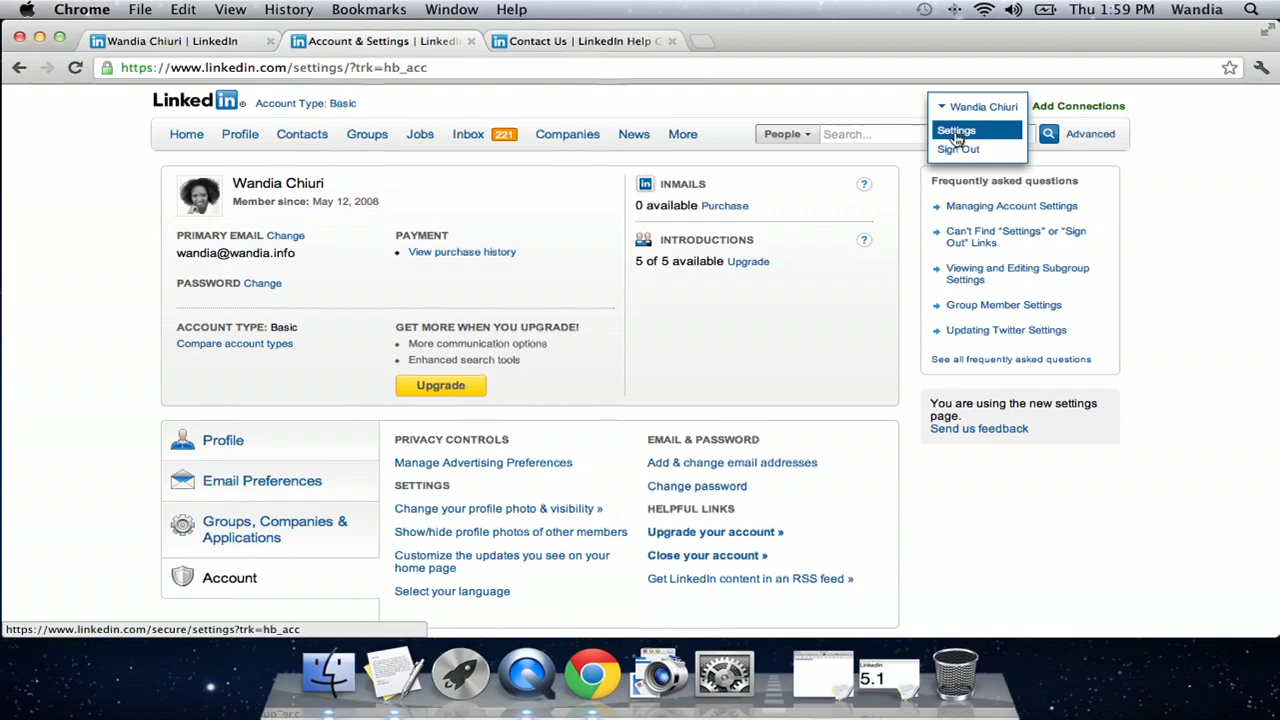 Chrome File Edit View History Bookmarks Window Help Thu 1:59 PM Wandia
Wandia Chiuri | LinkedIn
Account & Settings | LinkedIn
Contact Us | LinkedIn Help C
https://www.linkedin.com/settings/?trk=hb_acc
Linked in Account Type: Basic
Wandia Chiuri
Add Connections
Home Profile Contacts Groups Jobs Inbox 221 Companies News More
People Search... Advanced
Settings
Sign Out
Wandia Chiuri
Member since: May 12, 2008
PRIMARY EMAIL Change
wandia@wandia.info
PASSWORD Change
PAYMENT
• View purchase history
ACCOUNT TYPE: Basic
Compare account types
GET MORE WHEN YOU UPGRADE!
• More communication options
• Enhanced search tools
Upgrade
INMAILS ?
0 available Purchase
INTRODUCTIONS ?
5 of 5 available Upgrade
Frequently asked questions
Managing Account Settings
Can't Find "Settings" or "Sign
Out" Links
Viewing and Editing Subgroup
Settings
Group Member Settings
Updating Twitter Settings
See all frequently asked questions
You are using the new settings
page.
Send us feedback
Profile
Email Preferences
Groups, Companies &
Applications
Account
PRIVACY CONTROLS
Manage Advertising Preferences
SETTINGS
Change your profile photo & visibility »
Show/hide profile photos of other members
Customize the updates you see on your
home page
Select your language
EMAIL & PASSWORD
Add & change email addresses
Change password
HELPFUL LINKS
Upgrade your account »
Close your account »
Get LinkedIn content in an RSS feed »
https://www.linkedin.com/secure/settings?trk=hb_acc
LinkedIn
5.1